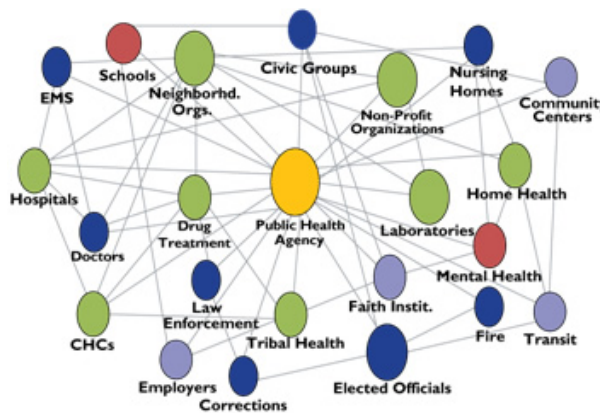 Schools
Civic Groups
EMS
Neighborhd.
Orgs.
Nursing
Homes
Non-Profit
Organizations
Communit
Centers
Hospitals
Drug
Treatment
Public Health
Agency
Laboratories
Home Health
Doctors
Mental Health
Law
Enforcement
Faith Instit.
CHCs
Tribal Health
Fire
Transit
Employers
Corrections
Elected Officials